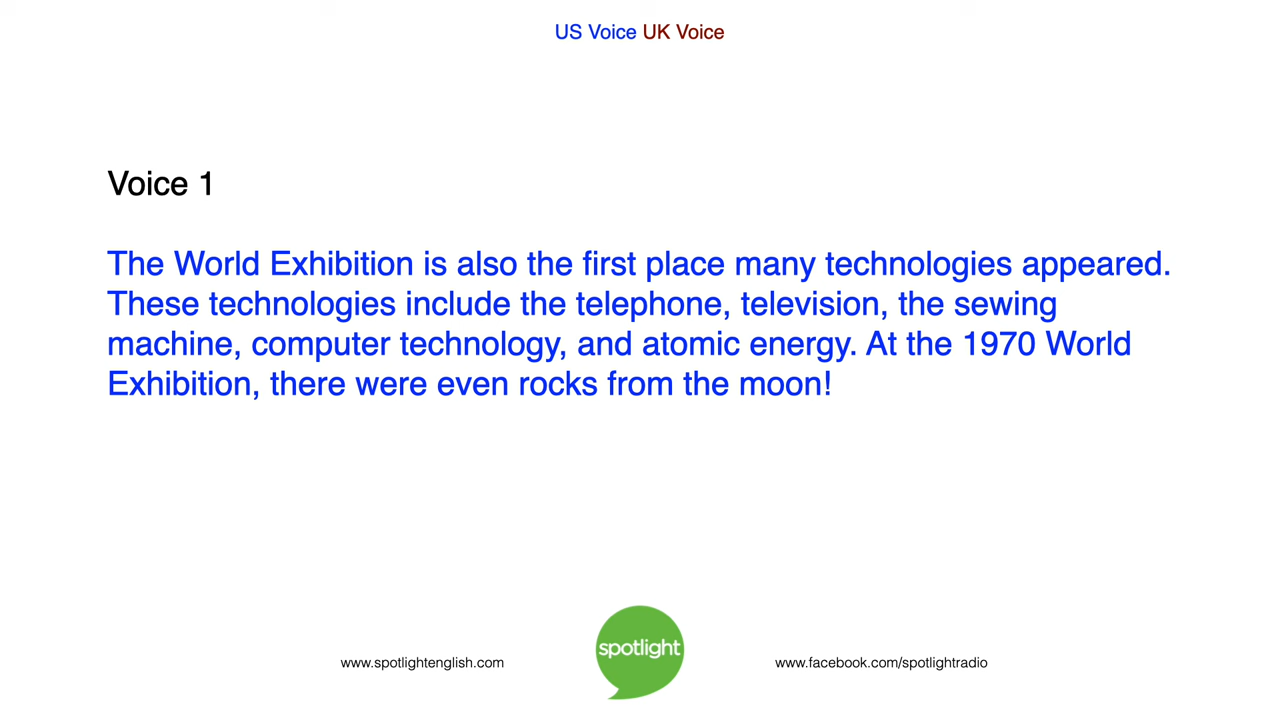 US Voice UK Voice
Voice 1
The World Exhibition is also the first place many technologies appeared.
These technologies include the telephone, television, the sewing
machine, computer technology, and atomic energy. At the 1970 World
Exhibition, there were even rocks from the moon!
spotlight
www.spotlightenglish.com
www.facebook.com/spotlightradio